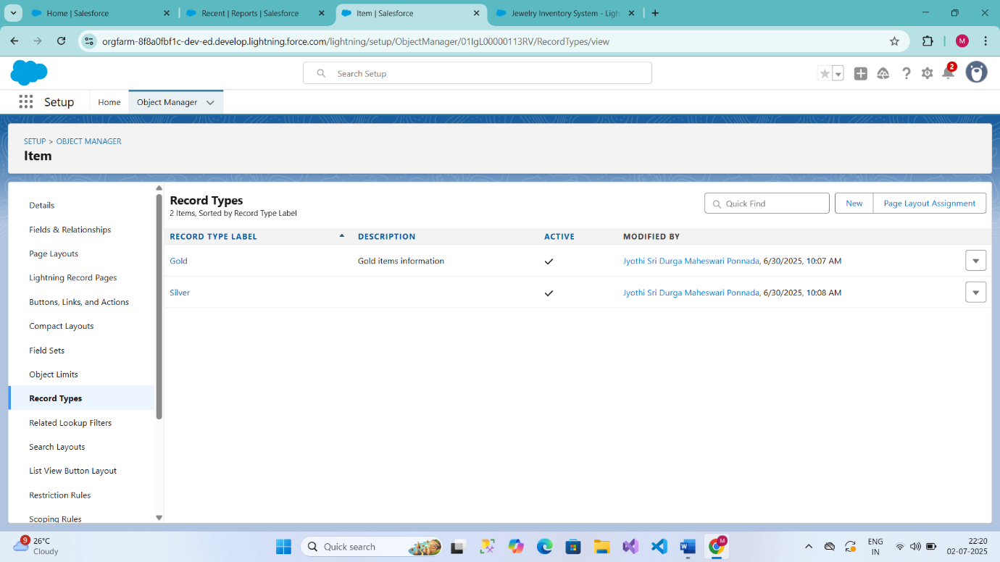 Home | Salesforce
Recent | Reports | Salesforce
Item | Salesforce
Jewelry Inventory System - Ligh
orgfarm-8f8a0fbf1c-dev-ed.develop.lightning.force.com/lightning/setup/ObjectManager/01IgL00000113RV/RecordTypes/view
M
Search Setup
2
Setup
Home
Object Manager
SETUP > OBJECT MANAGER
Item
Details
Fields & Relationships
Page Layouts
Lightning Record Pages
Buttons, Links, and Actions
Compact Layouts
Field Sets
Object Limits
Record Types
Related Lookup Filters
Search Layouts
List View Button Layout
Restriction Rules
Scoping Rules
Record Types
2 Items, Sorted by Record Type Label
Quick Find
New
Page Layout Assignment
RECORD TYPE LABEL DESCRIPTION ACTIVE MODIFIED BY
Gold Gold items information Jyothi Sri Durga Maheswari Ponnada, 6/30/2025, 10:07 AM
Silver Jyothi Sri Durga Maheswari Ponnada, 6/30/2025, 10:08 AM
9
26°C
Cloudy
Quick search
M
ENG
IN
22:20
02-07-2025